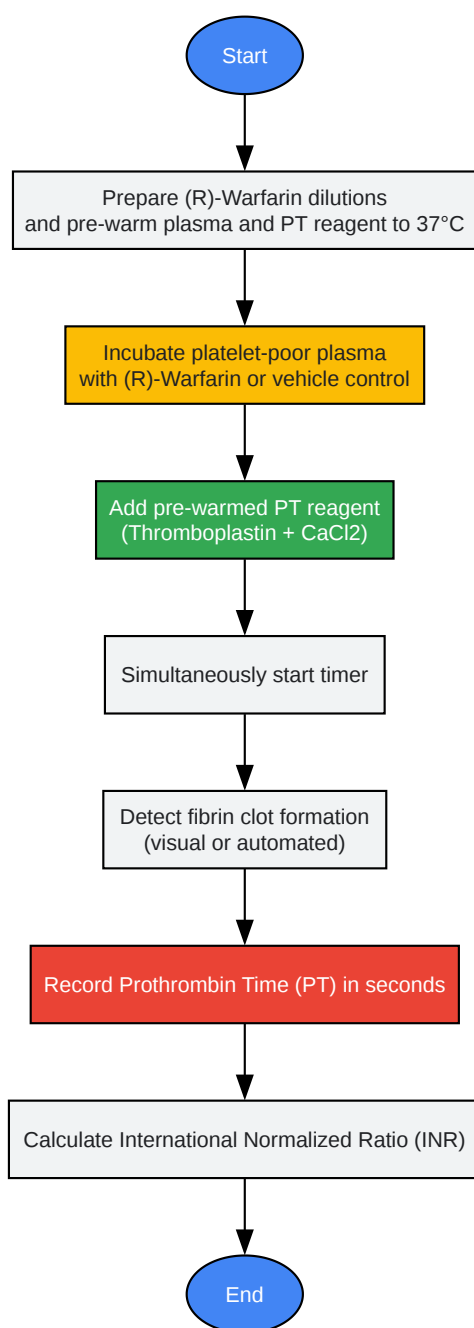 Start
Prepare (R)-Warfarin dilutions
and pre-warm plasma and PT reagent to 37°C
Incubate platelet-poor plasma
with (R)-Warfarin or vehicle control
Add pre-warmed PT reagent
(Thromboplastin + CaCl2)
Simultaneously start timer
Detect fibrin clot formation
(visual or automated)
Record Prothrombin Time (PT) in seconds
Calculate International Normalized Ratio (INR)
End